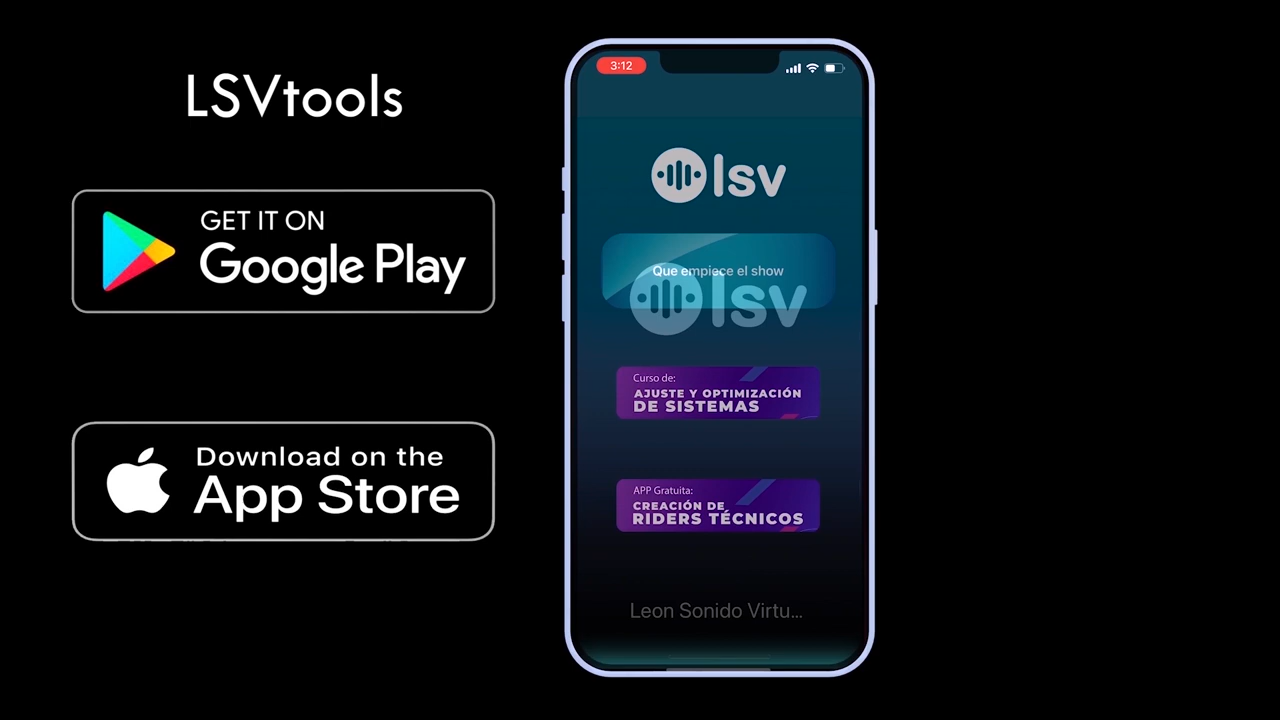 LSVtools
GET IT ON
Google Play
Download on the
App Store
3:12
lsv
Que empiece el show
lsv
Curso de:
AJUSTE Y OPTIMIZACIÓN
DE SISTEMAS
APP Gratuita:
CREACIÓN DE
RIDERS TÉCNICOS
Leon Sonido Virtu...